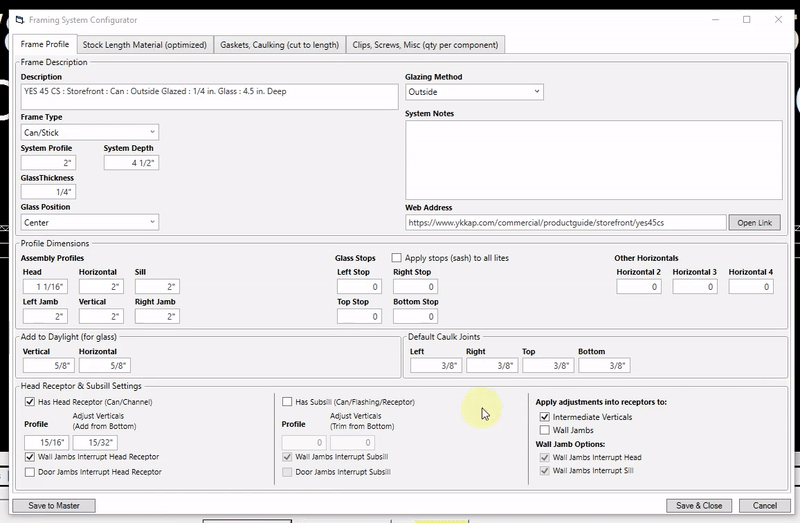 Framing System Configurator
Frame Profile
Stock Length Material (optimized)
Gaskets, Caulking (cut to length)
Clips, Screws, Misc (qty per component)
Frame Description
Description
YES 45 CS : Storefront : Can : Outside Glazed : 1/4 in. Glass : 4.5 in. Deep
Glazing Method
Outside
Frame Type
Can/Stick
System Notes
System Profile System Depth
2" 4 1/2"
GlassThickness
1/4"
Glass Position
Center
Web Address
https://www.ykkap.com/commercial/productguide/storefront/yes45cs
Open Link
Profile Dimensions
Assembly Profiles
Head Horizontal Sill
1 1/16" 2" 2"
Left Jamb Vertical Right Jamb
2" 2" 2"
Glass Stops
Apply stops (sash) to all lites
Left Stop Right Stop
0 0
Top Stop Bottom Stop
0 0
Other Horizontals
Horizontal 2 Horizontal 3 Horizontal 4
0 0 0
Add to Daylight (for glass)
Vertical Horizontal
5/8" 5/8"
Default Caulk Joints
Left Right Top Bottom
3/8" 3/8" 3/8" 3/8"
Head Receptor & Subsill Settings
Has Head Receptor (Can/Channel)
Adjust Verticals
Profile (Add from Bottom)
15/16" 15/32"
Wall Jambs Interrupt Head Receptor
Door Jambs Interrupt Head Receptor
Has Subsill (Can/Flashing/Receptor)
Adjust Verticals
Profile (Trim from Bottom)
0 0
Wall Jambs Interrupt Subsill
Door Jambs Interrupt Subsill
Apply adjustments into receptors to:
Intermediate Verticals
Wall Jambs
Wall Jamb Options:
Wall Jambs Interrupt Head
Wall Jambs Interrupt Sill
Save to Master
Save & Close
Cancel